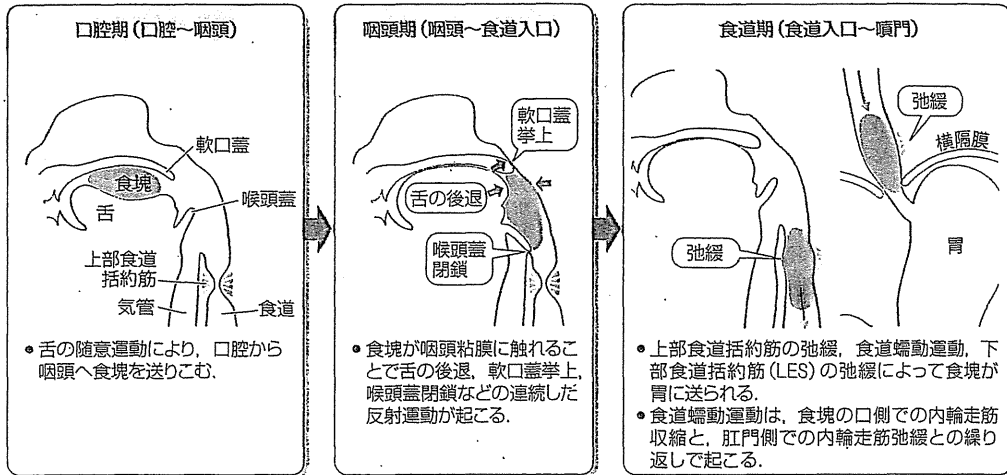 口腔期(口腔～咽頭)
軟口蓋
食塊
喉頭蓋
舌
上部食道
括約筋
気管
食道
• 舌の随意運動により，口腔から
咽頭へ食塊を送りこむ．
咽頭期(咽頭～食道入口)
軟口蓋
挙上
舌の後退
喉頭蓋
閉鎖
• 食塊が咽頭粘膜に触れるこ
とで舌の後退，軟口蓋挙上，
喉頭蓋閉鎖などの連続した
反射運動が起こる．
食道期(食道入口～噴門)
弛緩
横隔膜
胃
弛緩
• 上部食道括約筋の弛緩，食道蠕動運動，下
部食道括約筋(LES)の弛緩によって食塊が
胃に送られる．
• 食道蠕動運動は，食塊の口側での内輪走筋
収縮と，肛門側での内輪走筋弛緩との繰り
返しで起こる．